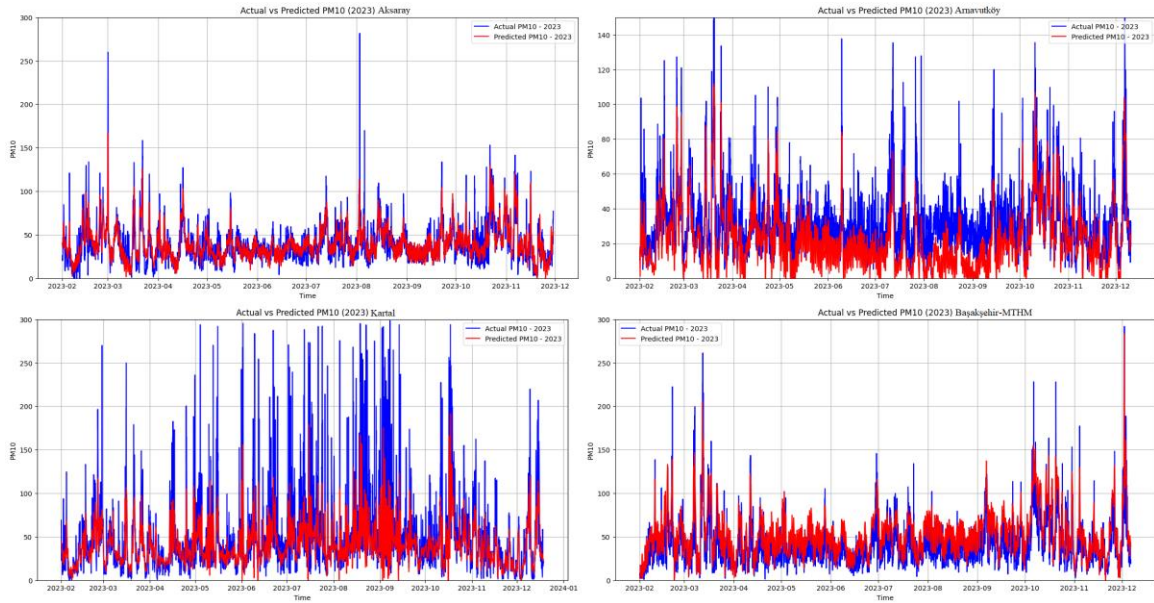 Actual vs Predicted PM10 (2023) Aksaray
300
250
200
150
100
50
0
PM10
Actual PM10 - 2023
Predicted PM10 - 2023
2023-02 2023-03 2023-04 2023-05 2023-06 2023-07 2023-08 2023-09 2023-10 2023-11 2023-12
Time
Actual vs Predicted PM10 (2023) Arnavutköy
140
120
100
80
60
40
20
0
PM10
Actual PM10 - 2023
Predicted PM10 - 2023
2023-02 2023-03 2023-04 2023-05 2023-06 2023-07 2023-08 2023-09 2023-10 2023-11 2023-12
Time
Actual vs Predicted PM10 (2023) Kartal
300
250
200
150
100
50
0
PM10
Actual PM10 - 2023
Predicted PM10 - 2023
2023-02 2023-03 2023-04 2023-05 2023-06 2023-07 2023-08 2023-09 2023-10 2023-11 2023-12 2024-01
Time
Actual vs Predicted PM10 (2023) Başakşehir-MTHM
300
250
200
150
100
50
0
PM10
Actual PM10 - 2023
Predicted PM10 - 2023
2023-02 2023-03 2023-04 2023-05 2023-06 2023-07 2023-08 2023-09 2023-10 2023-11 2023-12
Time